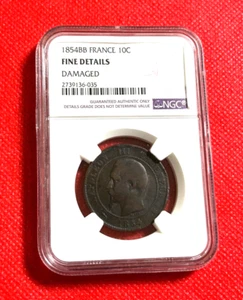 1854BB FRANCE 10C
FINE DETAILS
DAMAGED
2739136-035
GUARANTEED AUTHENTIC ONLY
DETAILS GRADE DOES NOT DETERMINE VALUE
NGC